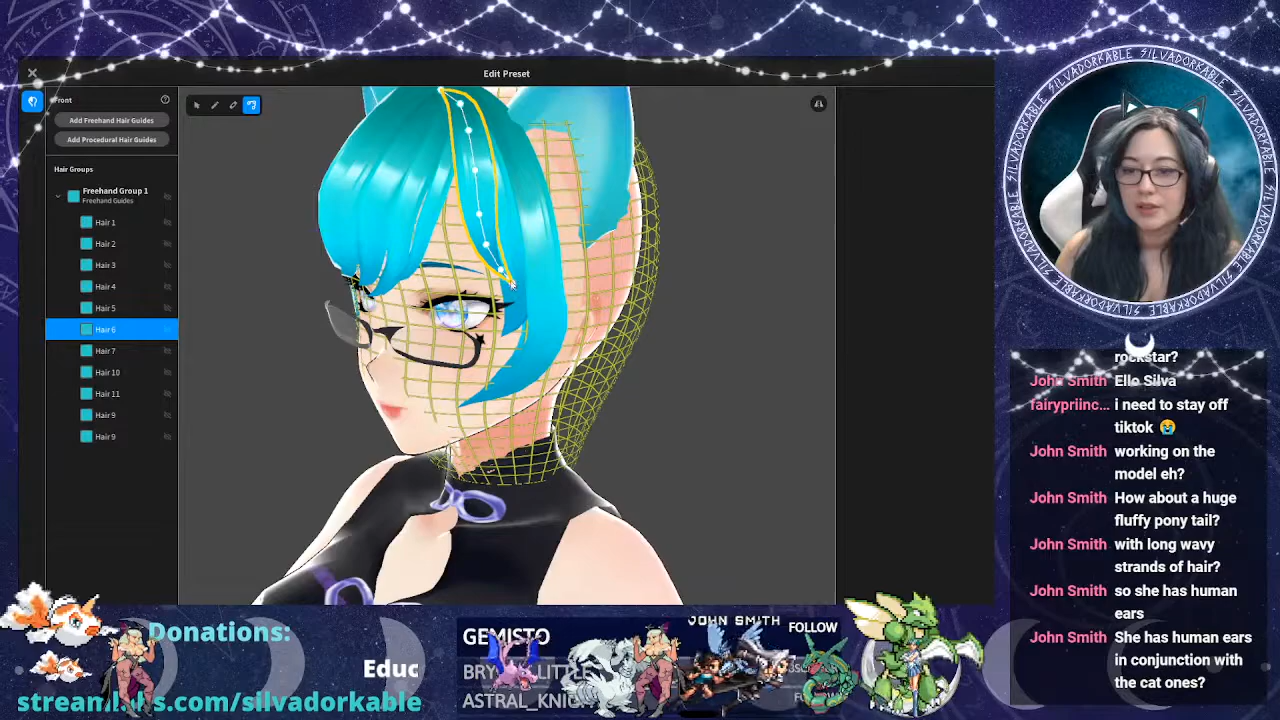 Edit Preset
Front
Add Freehand Hair Guides
Add Procedural Hair Guides
Hair Groups
Freehand Group 1
Freehand Guides
Hair 1
Hair 2
Hair 3
Hair 4
Hair 5
Hair 6
Hair 7
Hair 10
Hair 11
Hair 9
Hair 9
SILVADORKABLE
SILVADORKABLE
SILVADORKABLE
rockstar?
John Smith Ello Silva
fairypriinc... i need to stay off
tiktok 😭
John Smith working on the
model eh?
John Smith How about a huge
fluffy pony tail?
John Smith with long wavy
strands of hair?
John Smith so she has human
ears
John Smith She has human ears
in conjunction with
the cat ones?
Donations:
Educ
GEMISTO
JOHN SMITH
FOLLOW